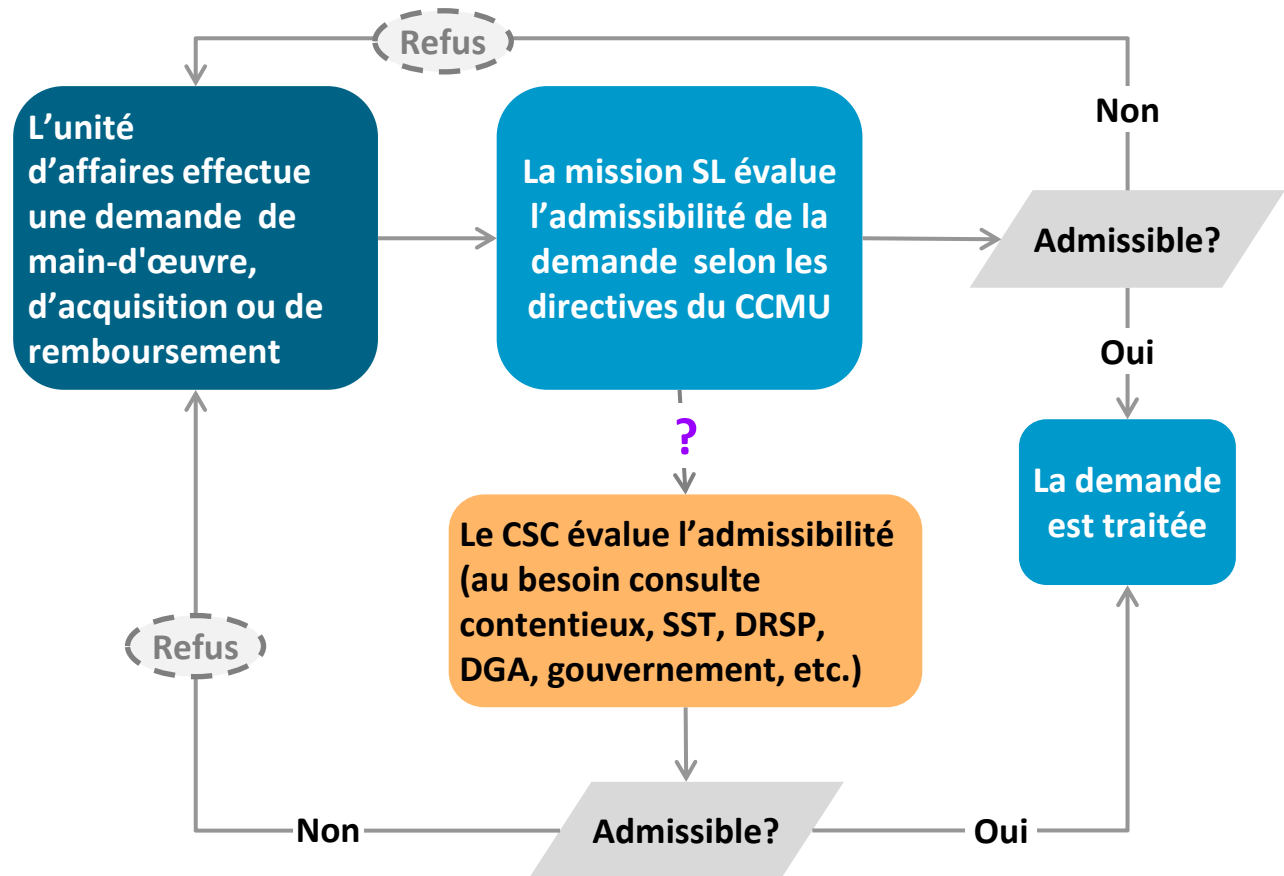 Refus
L'unité
d'affaires effectue
une demande de
main-d'œuvre,
d'acquisition ou de
remboursement
La mission SL évalue
l'admissibilité de la
demande selon les
directives du CCMU
Non
Admissible?
Oui
La demande
est traitée
?
Le CSC évalue l'admissibilité
(au besoin consulte
contentieux, SST, DRSP,
DGA, gouvernement, etc.)
Refus
Non
Admissible?
Oui